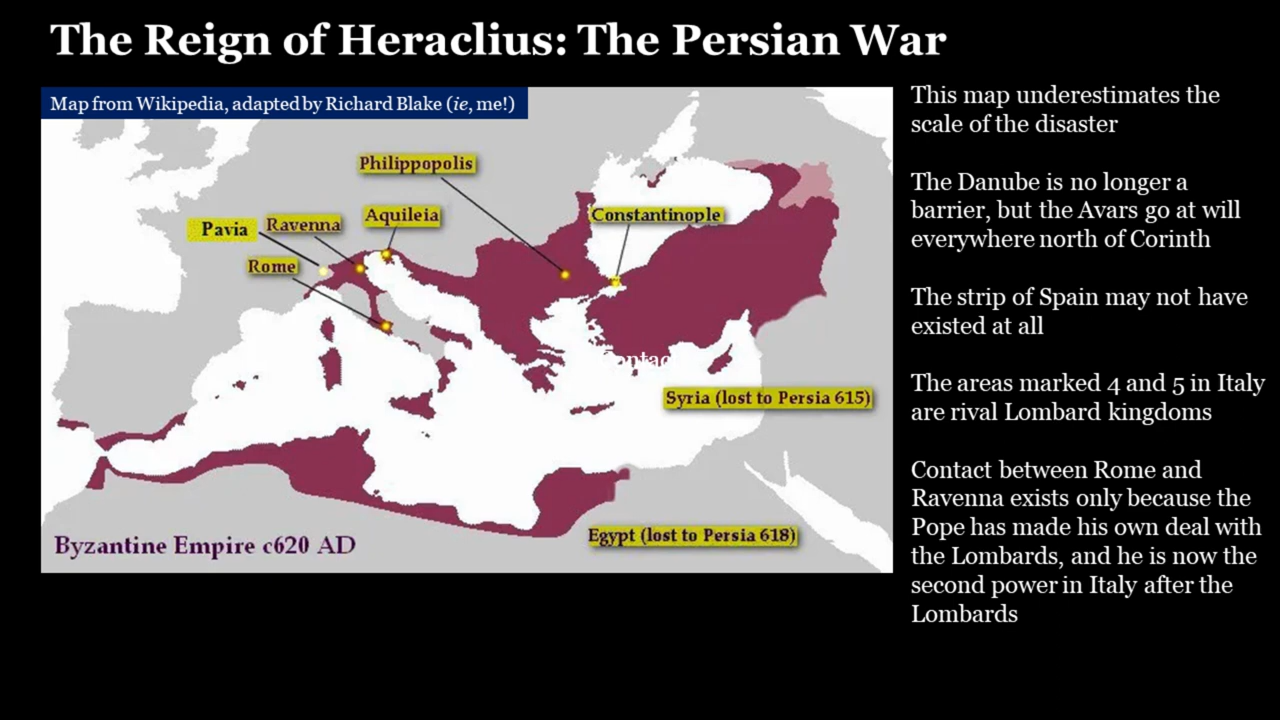 The Reign of Heraclius: The Persian War
Map from Wikipedia, adapted by Richard Blake (ie, me!)
Philippopolis
Constantinople
Aquileia
Ravenna
Pavia
Rome
Syria (lost to Persia 615)
Egypt (lost to Persia 618)
Byzantine Empire c620 AD
This map underestimates the
scale of the disaster
The Danube is no longer a
barrier, but the Avars go at will
everywhere north of Corinth
The strip of Spain may not have
existed at all
The areas marked 4 and 5 in Italy
are rival Lombard kingdoms
Contact between Rome and
Ravenna exists only because the
Pope has made his own deal with
the Lombards, and he is now the
second power in Italy after the
Lombards